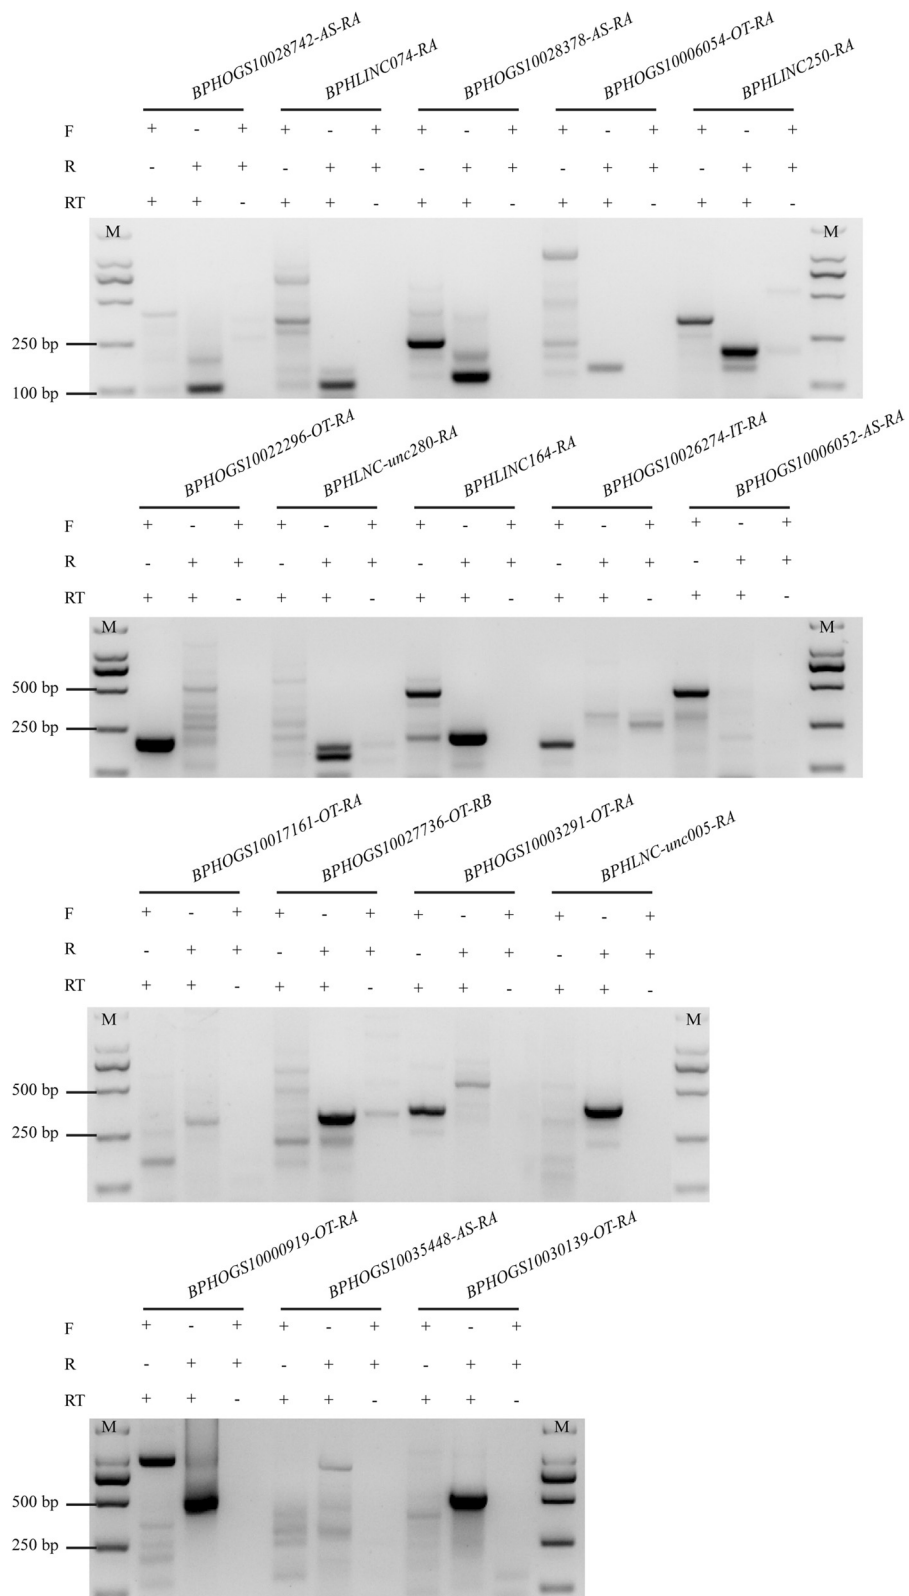 BPHOGS10028742-AS-RA BPHLINC074-RA BPHOGS10028378-AS-RA BPHOGS10006054-OT-RA BPHLINC250-RA
F + - + + - + + - + + - + + - +
R - + + - + + - + + - + + - + +
RT + + - + + - + + - + + - + + -
M M
250 bp
100 bp
BPHOGS10022296-OT-RA BPHLNC-unc280-RA BPHLINC164-RA BPHOGS10026274-IT-RA BPHOGS10006052-AS-RA
F + - + + - + + - + + - + + - +
R - + + - + + - + + - + + - + +
RT + + - + + - + + - + + - + + -
M M
500 bp
250 bp
BPHOGS10017161-OT-RA BPHOGS10027736-OT-RB BPHOGS10003291-OT-RA BPHLNC-unc005-RA
F + - + + - + + - + + - +
R - + + - + + - + + - + +
RT + + - + + - + + - + + -
M M
500 bp
250 bp
BPHOGS10000919-OT-RA BPHOGS10035448-AS-RA BPHOGS10030139-OT-RA
F + - + + - + + - +
R - + + - + + - + +
RT + + - + + - + + -
M M
500 bp
250 bp